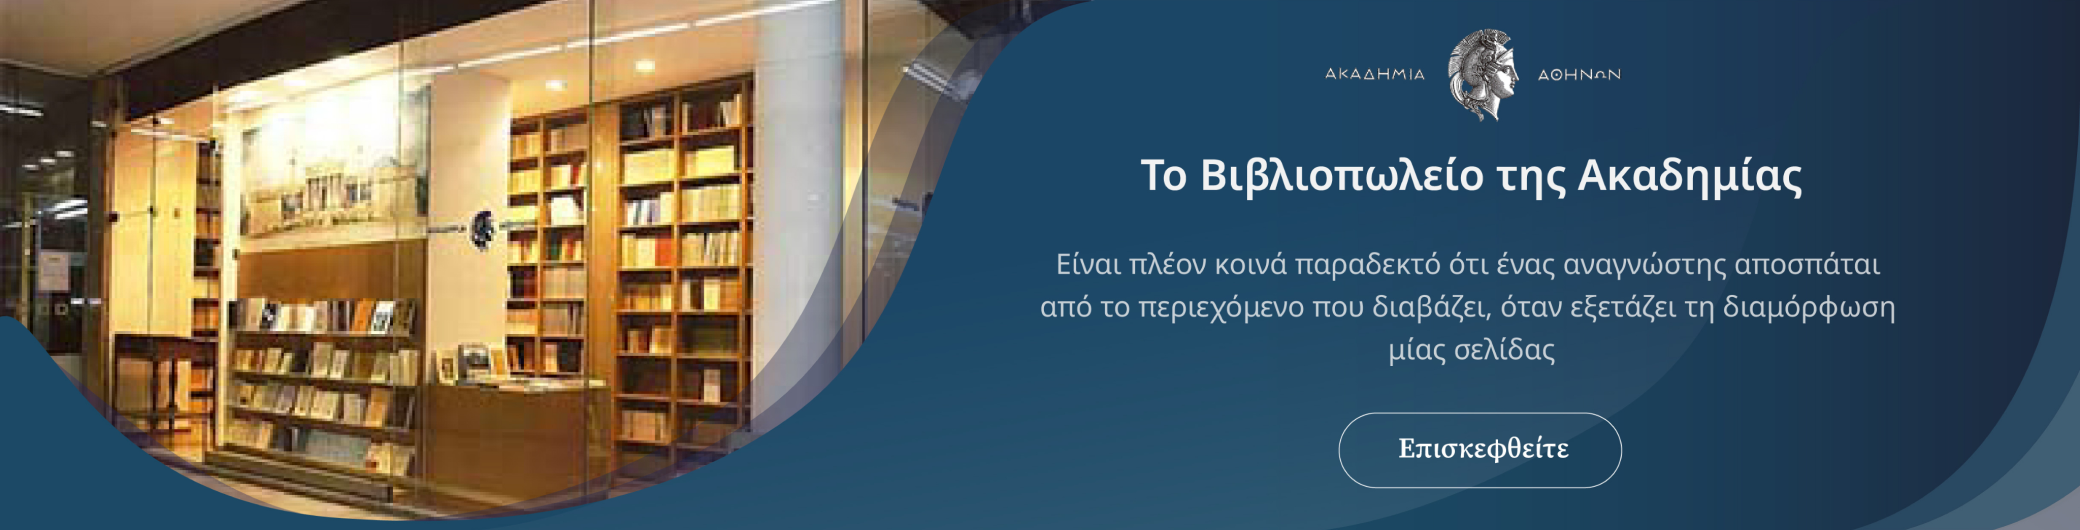 ΑΚΑΔΗΜΙΑ ΑΘΗΝΩΝ
Το Βιβλιοπωλείο της Ακαδημίας
Είναι πλέον κοινά παραδεκτό ότι ένας αναγνώστης αποσπάται
από το περιεχόμενο που διαβάζει, όταν εξετάζει τη διαμόρφωση
μίας σελίδας
Επισκεφθείτε